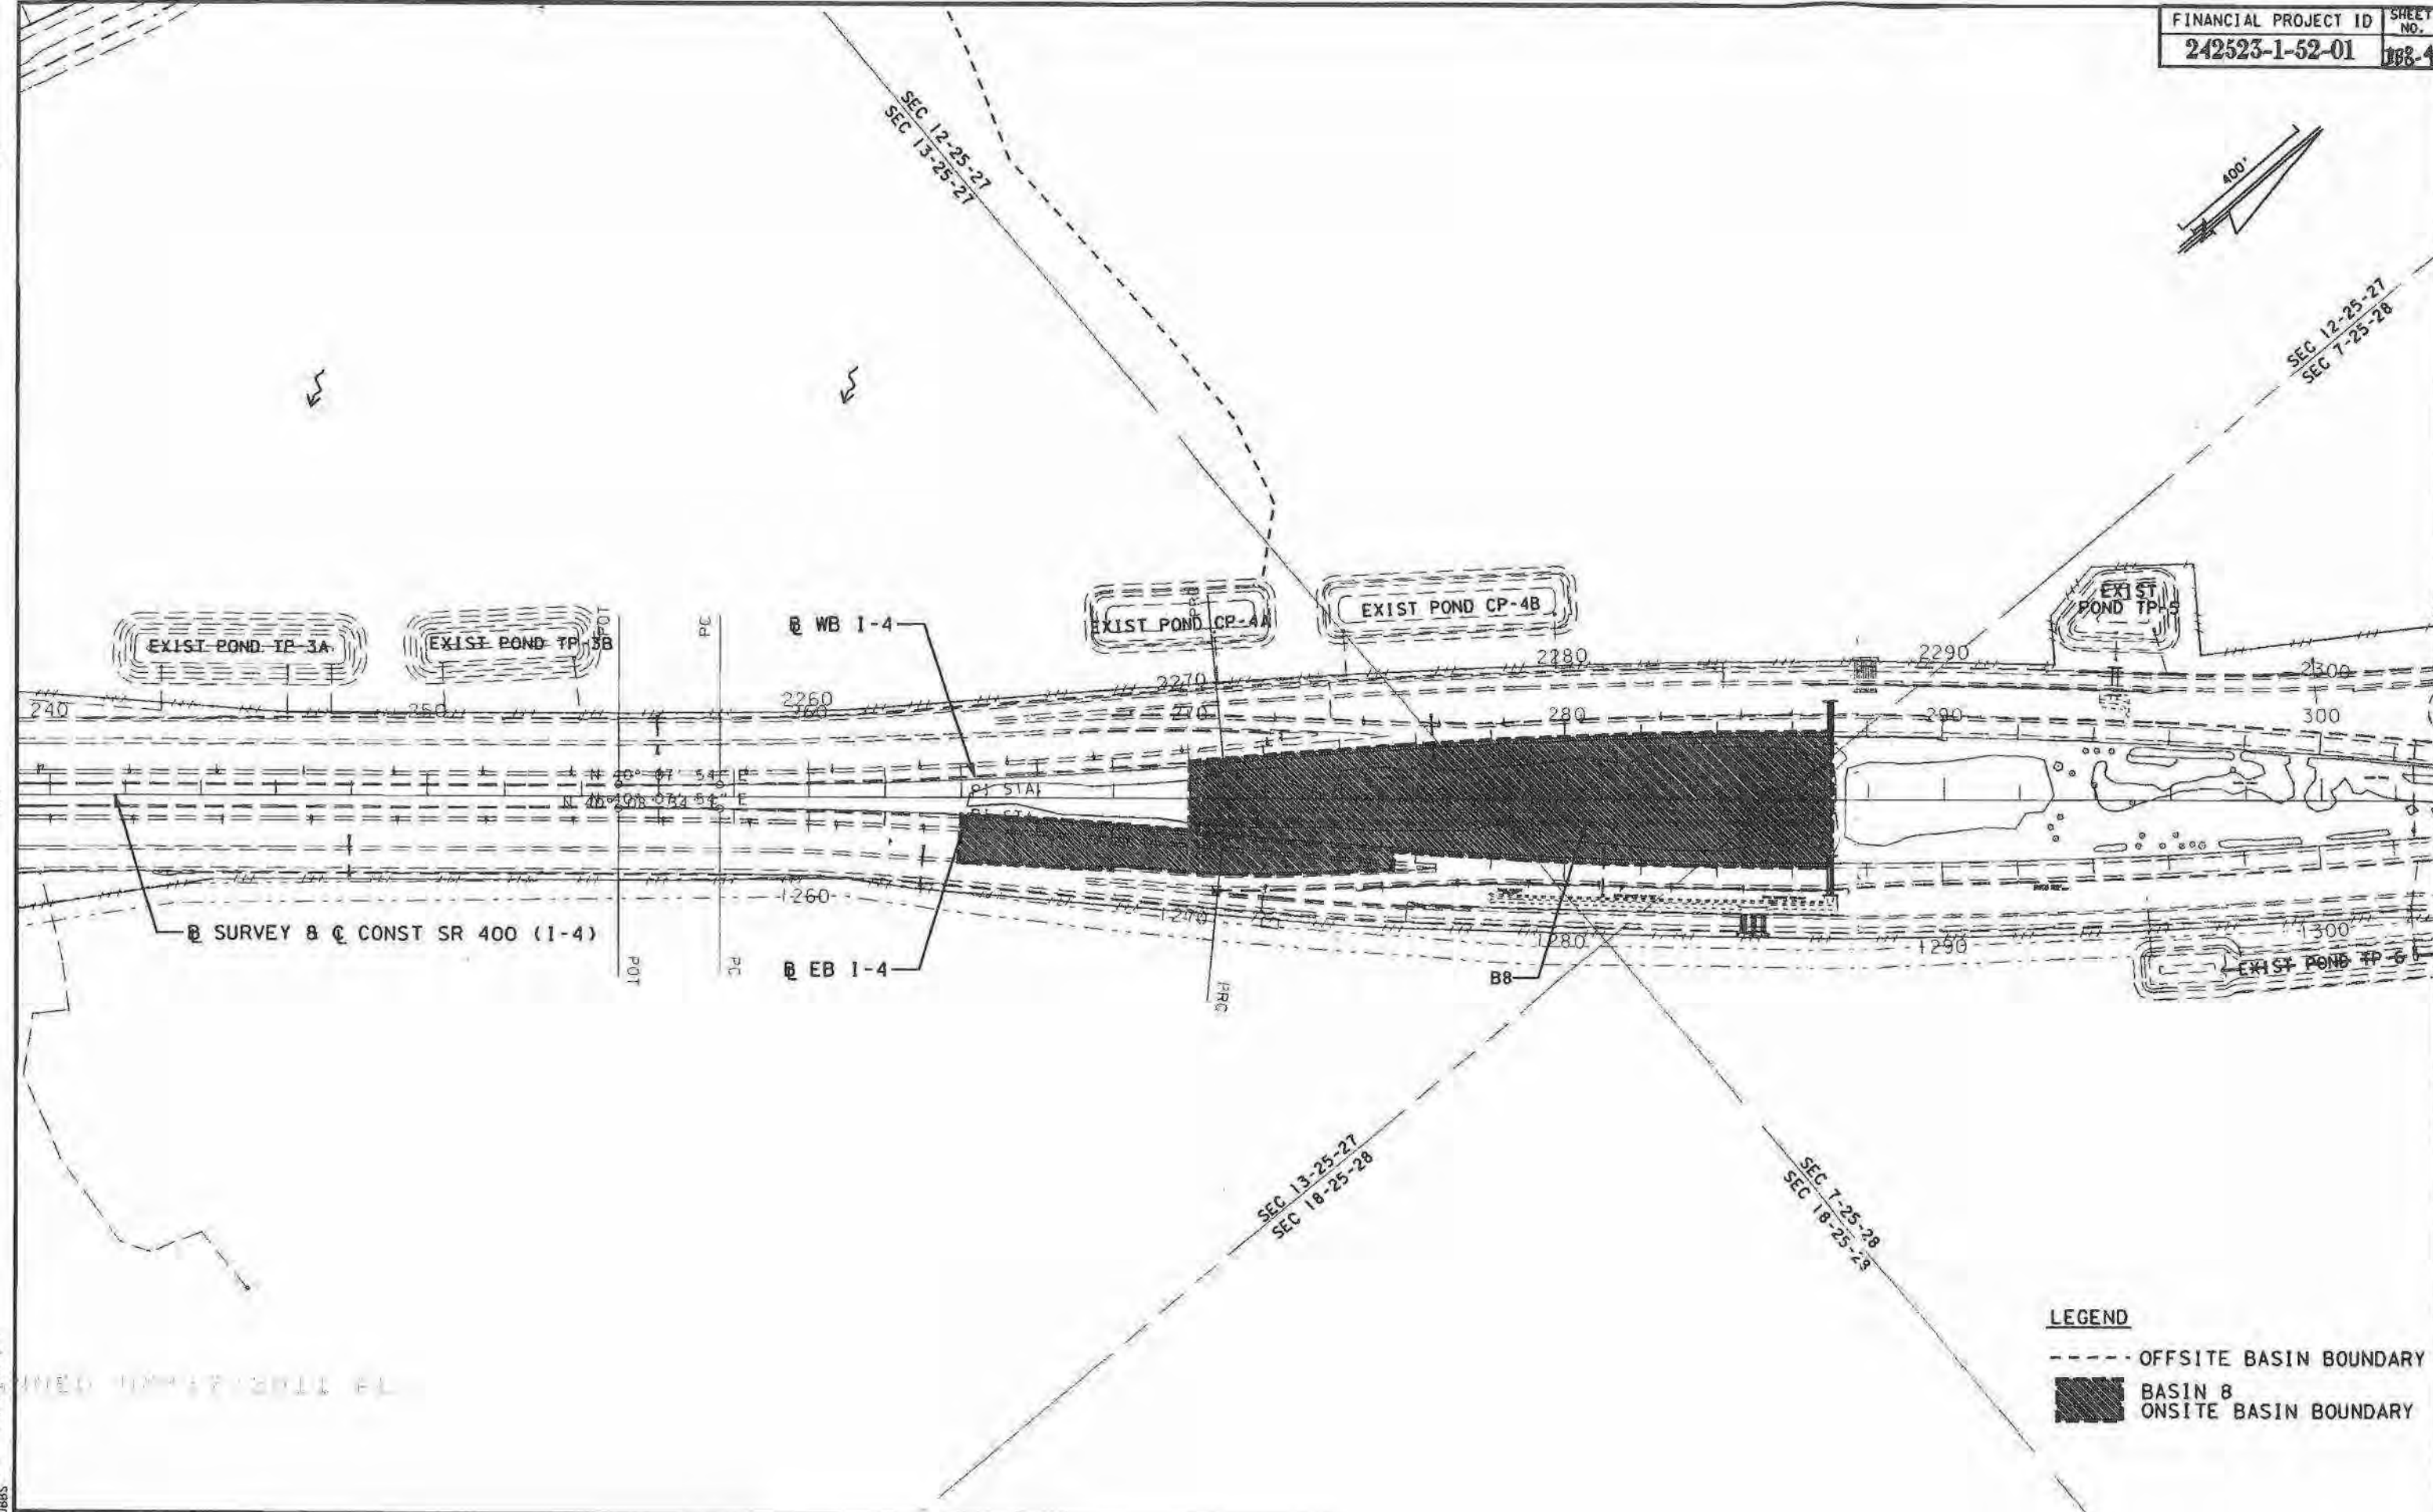 FINANCIAL PROJECT ID
SHEET NO.
242523-1-52-01
400'
SEC 12-25-27
SEC 13-25-27
SEC 12-25-27
SEC 7-25-28
EXIST POND TP-3A
EXIST POND TP-3B
POT
PC
℄ WB I-4
EXIST POND CP-4A
EXIST POND CP-4B
EXIST
POND TP-5
240
250
2260
260
2270
270
2280
280
2290
290
2300
300
N 40° 07' 54" E
PI STA
℄ SURVEY & ℄ CONST SR 400 (I-4)
POT
PC
1260
℄ EB I-4
1270
PRC
B8
1280
1290
1300
EXIST POND TP-6
SEC 13-25-27
SEC 18-25-28
SEC 7-25-28
SEC 18-25-28
LEGEND
OFFSITE BASIN BOUNDARY
BASIN 8
ONSITE BASIN BOUNDARY